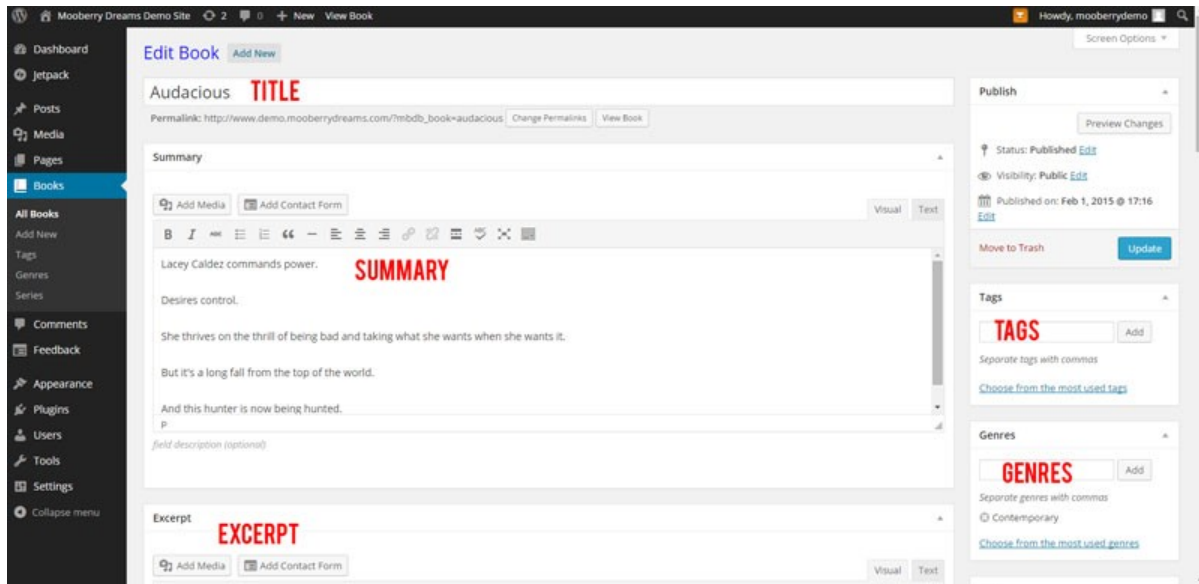 Mooberry Dreams Demo Site 2 0 New View Book Howdy, mooberrydemo
Screen Options
Dashboard
Jetpack
Posts
Media
Pages
Books
All Books
Add New
Tags
Genres
Series
Comments
Feedback
Appearance
Plugins
Users
Tools
Settings
Collapse menu
Edit Book Add New
Audacious TITLE
Permalink: http://www.demo.mooberrydreams.com/?mbdb_book=audacious Change Permalinks View Book
Summary
Add Media Add Contact Form Visual Text
B I ABC
Lacey Caldez commands power. SUMMARY
Desires control.
She thrives on the thrill of being bad and taking what she wants when she wants it.
But it's a long fall from the top of the world.
And this hunter is now being hunted.
P
field description (optional)
Excerpt EXCERPT
Add Media Add Contact Form Visual Text
Publish
Preview Changes
Status: Published Edit
Visibility: Public Edit
Published on: Feb 1, 2015 @ 17:16
Edit
Move to Trash Update
Tags
TAGS Add
Separate tags with commas
Choose from the most used tags
Genres
GENRES Add
Separate genres with commas
Contemporary
Choose from the most used genres